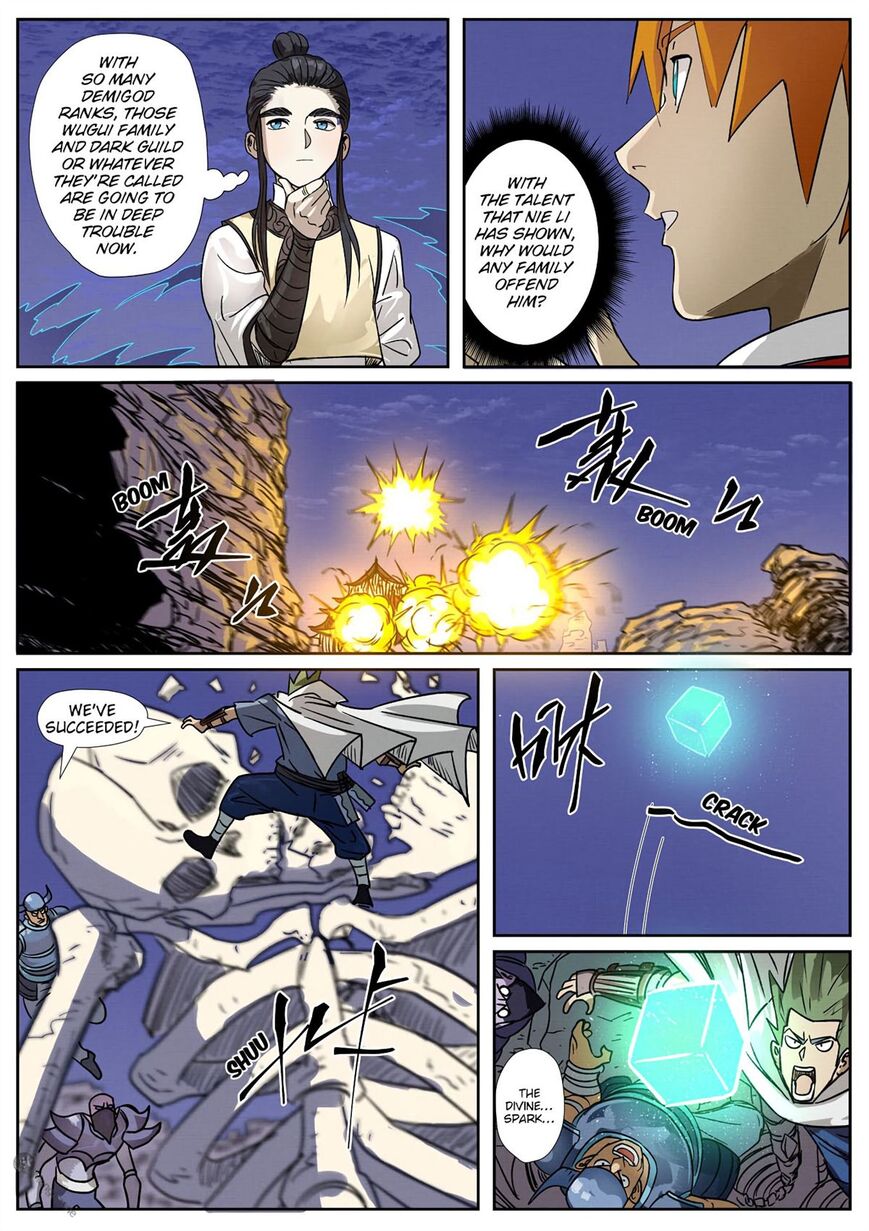 WITH
SO MANY
DEMIGOD
RANKS, THOSE
WUGUI FAMILY
AND DARK GUILD
OR WHATEVER
THEY'RE CALLED
ARE GOING TO
BE IN DEEP
TROUBLE
NOW.
WITH
THE TALENT
THAT NIE LI
HAS SHOWN,
WHY WOULD
ANY FAMILY
OFFEND
HIM?
BOOM
BOOM
WE'VE
SUCCEEDED!
SHUU
CRACK
THE
DIVINE...
SPARK...